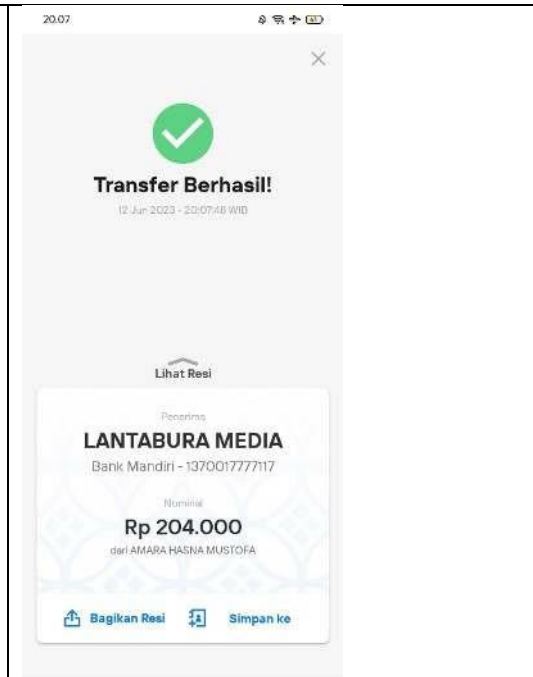 20.07
Transfer Berhasil!
12 Jun 2023 - 20:07:46 WIB
Lihat Resi
Penerima
LANTABURA MEDIA
Bank Mandiri - 1370017777117
Nominal
Rp 204.000
dari AMARA HASNA MUSTOFA
Bagikan Resi
Simpan ke